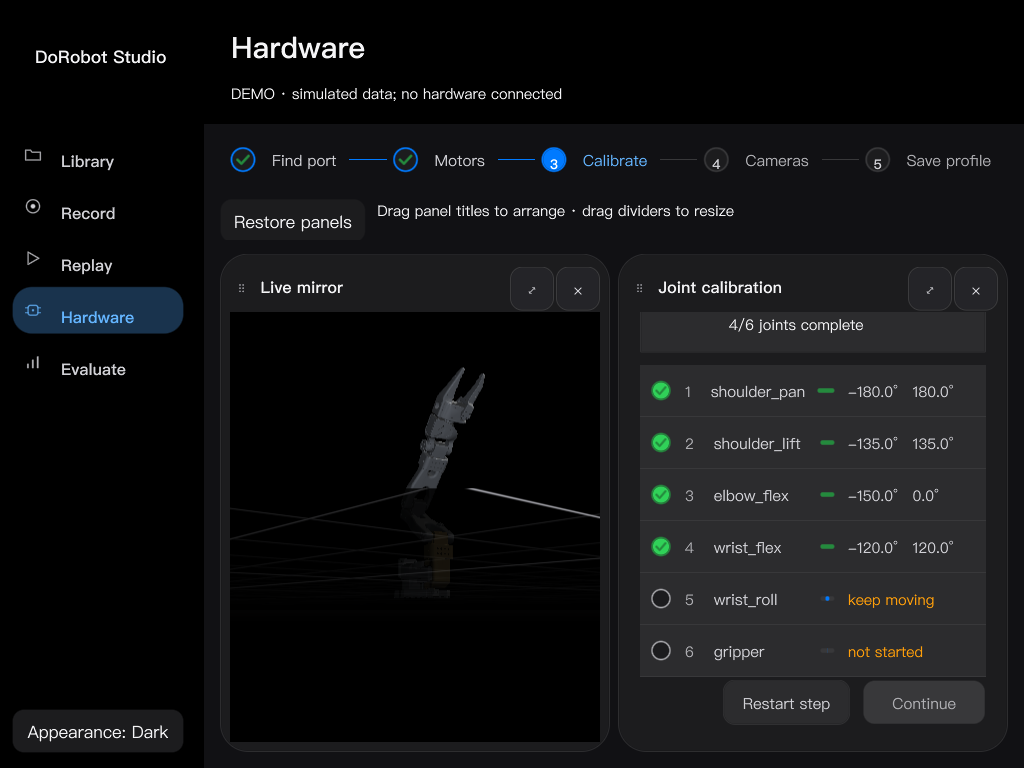 DoRobot Studio
Library
Record
Replay
Hardware
Evaluate
Appearance: Dark
Hardware
DEMO · simulated data; no hardware connected
Find port
Motors
3 Calibrate
4 Cameras
5 Save profile
Restore panels
Drag panel titles to arrange · drag dividers to resize
Live mirror
Joint calibration
4/6 joints complete
1 shoulder_pan −180.0° 180.0°
2 shoulder_lift −135.0° 135.0°
3 elbow_flex −150.0° 0.0°
4 wrist_flex −120.0° 120.0°
5 wrist_roll keep moving
6 gripper not started
Restart step
Continue